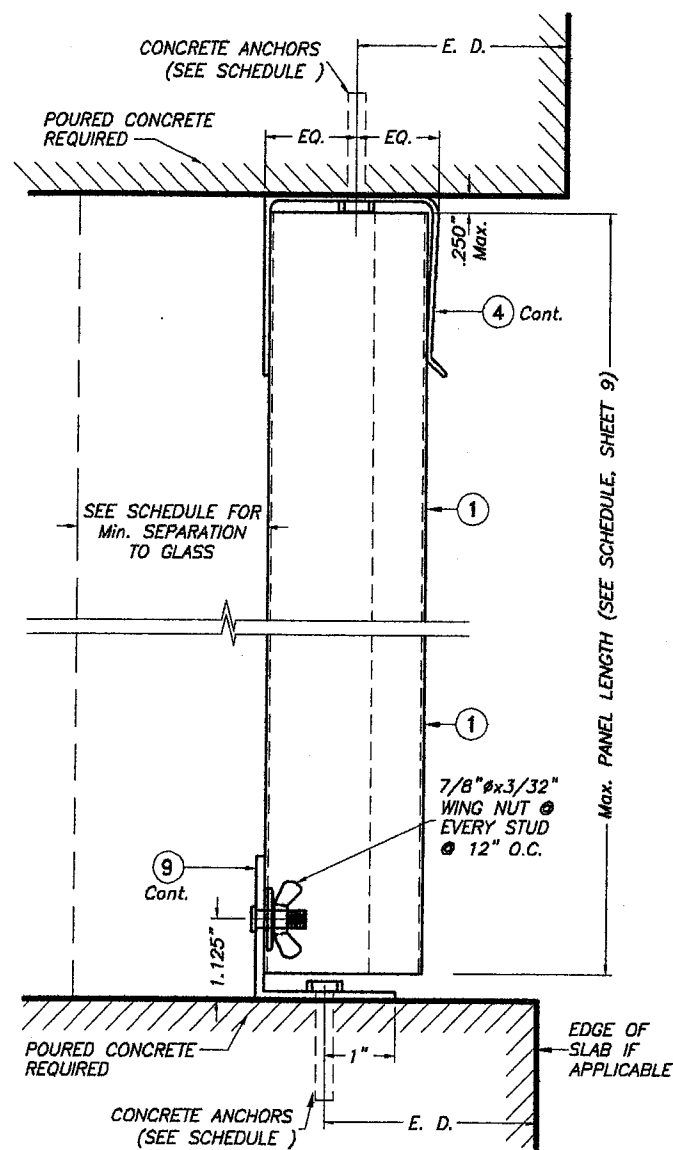 CONCRETE ANCHORS
(SEE SCHEDULE )
E. D.
POURED CONCRETE
REQUIRED
EQ.
EQ.
.250"
Max.
4 Cont.
Max. PANEL LENGTH (SEE SCHEDULE, SHEET 9)
SEE SCHEDULE FOR
Min. SEPARATION
TO GLASS
1
1
7/8"øx3/32"
WING NUT @
EVERY STUD
@ 12" O.C.
9
Cont.
1.125"
POURED CONCRETE
REQUIRED
1"
EDGE OF
SLAB IF
APPLICABLE
CONCRETE ANCHORS
(SEE SCHEDULE )
E. D.